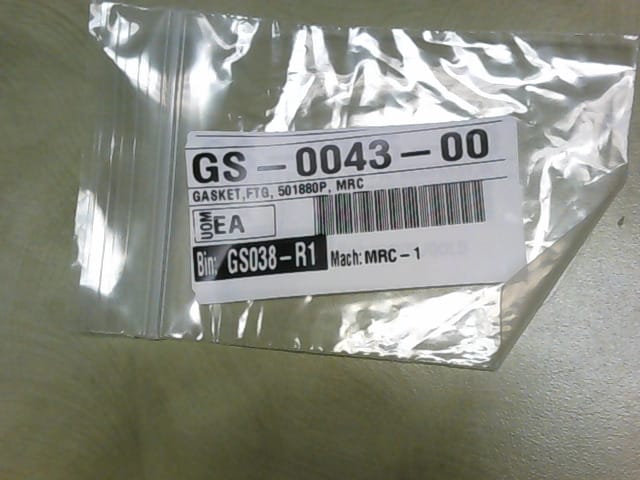 GS-0043-00
GASKET,FTG, 501880P, MRC
UOM EA
Bin: GS038-R1 Mach: MRC-1